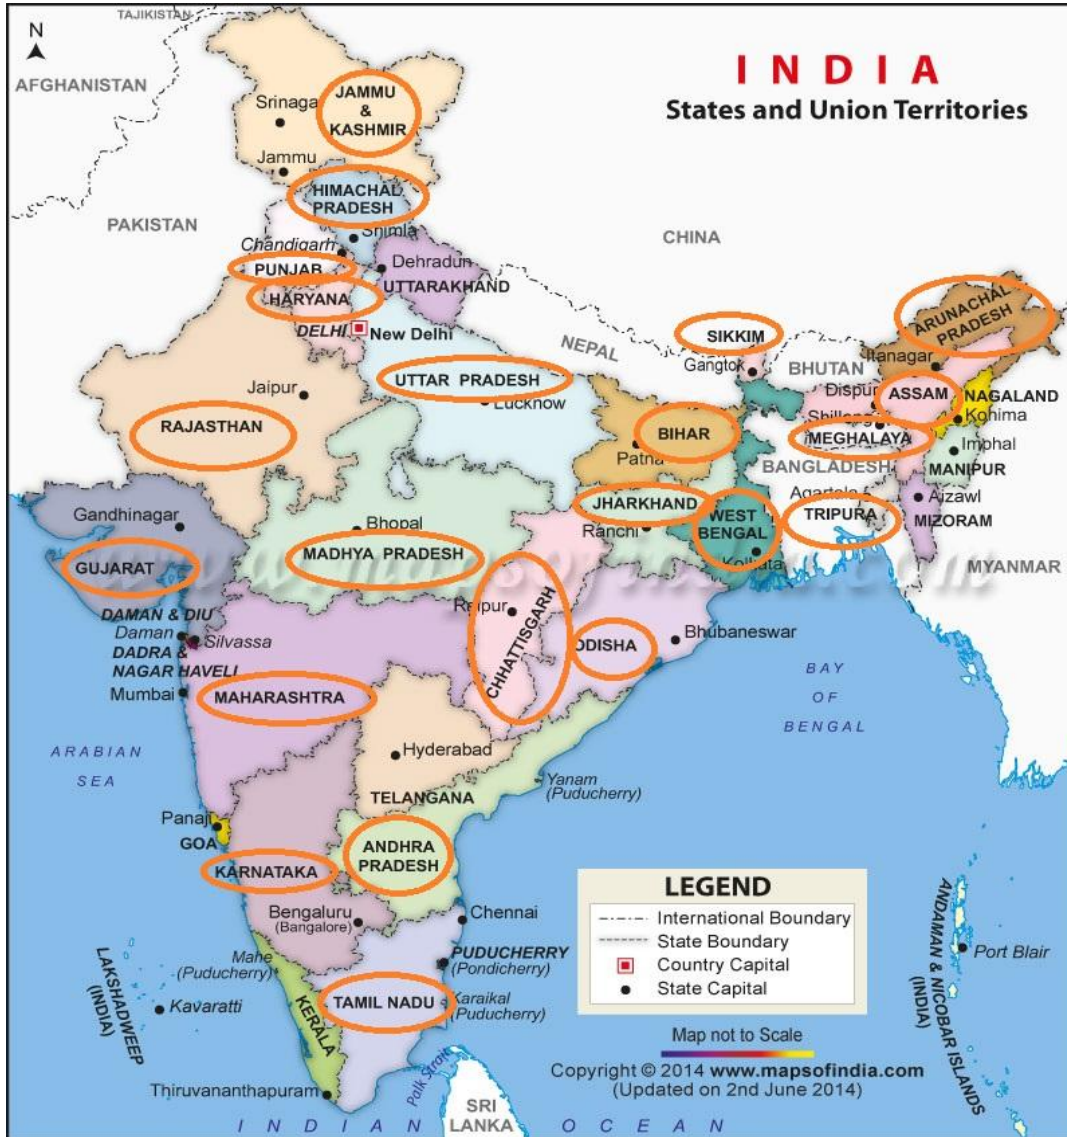 TAJIKISTAN
N
INDIA
States and Union Territories
AFGHANISTAN
JAMMU
&
KASHMIR
Srinaga
Jammu
HIMACHAL
PRADESH
PAKISTAN
CHINA
Shimla
Chandigarh
PUNJAB
Dehradun
UTTARAKHAND
HARYANA
DELHI
New Delhi
ARUNACHAL
PRADESH
SIKKIM
NEPAL
Gangtok
BHUTAN
Itanagar
UTTAR PRADESH
Lucknow
Jaipur
RAJASTHAN
Dispur
ASSAM
NAGALAND
Kohima
Shillong
MEGHALAYA
BIHAR
Patna
Imphal
MANIPUR
BANGLADESH
Gandhinagar
Bhopal
MADHYA PRADESH
JHARKHAND
Ranchi
WEST
BENGAL
Kolkata
Agartala
TRIPURA
Aizawl
MIZORAM
www.mapsofindia.com
MYANMAR
GUJARAT
DAMAN & DIU
Daman
Silvassa
DADRA &
NAGAR HAVELI
Mumbai
MAHARASHTRA
Raipur
CHHATTISGARH
ODISHA
Bhubaneswar
BAY
OF
BENGAL
ARABIAN
SEA
Hyderabad
TELANGANA
Yanam
(Puducherry)
Panaji
GOA
ANDHRA
PRADESH
KARNATAKA
Bengaluru
(Bangalore)
Chennai
Mahe
(Puducherry)
PUDUCHERRY
(Pondicherry)
LAKSHADWEEP
(INDIA)
Kavaratti
KERALA
TAMIL NADU
Karaikal
(Puducherry)
Thiruvananthapuram
Palk Strait
SRI
LANKA
INDIAN OCEAN
LEGEND
International Boundary
State Boundary
Country Capital
State Capital
ANDAMAN & NICOBAR ISLANDS
(INDIA)
Port Blair
Map not to Scale
Copyright © 2014 www.mapsofindia.com
(Updated on 2nd June 2014)